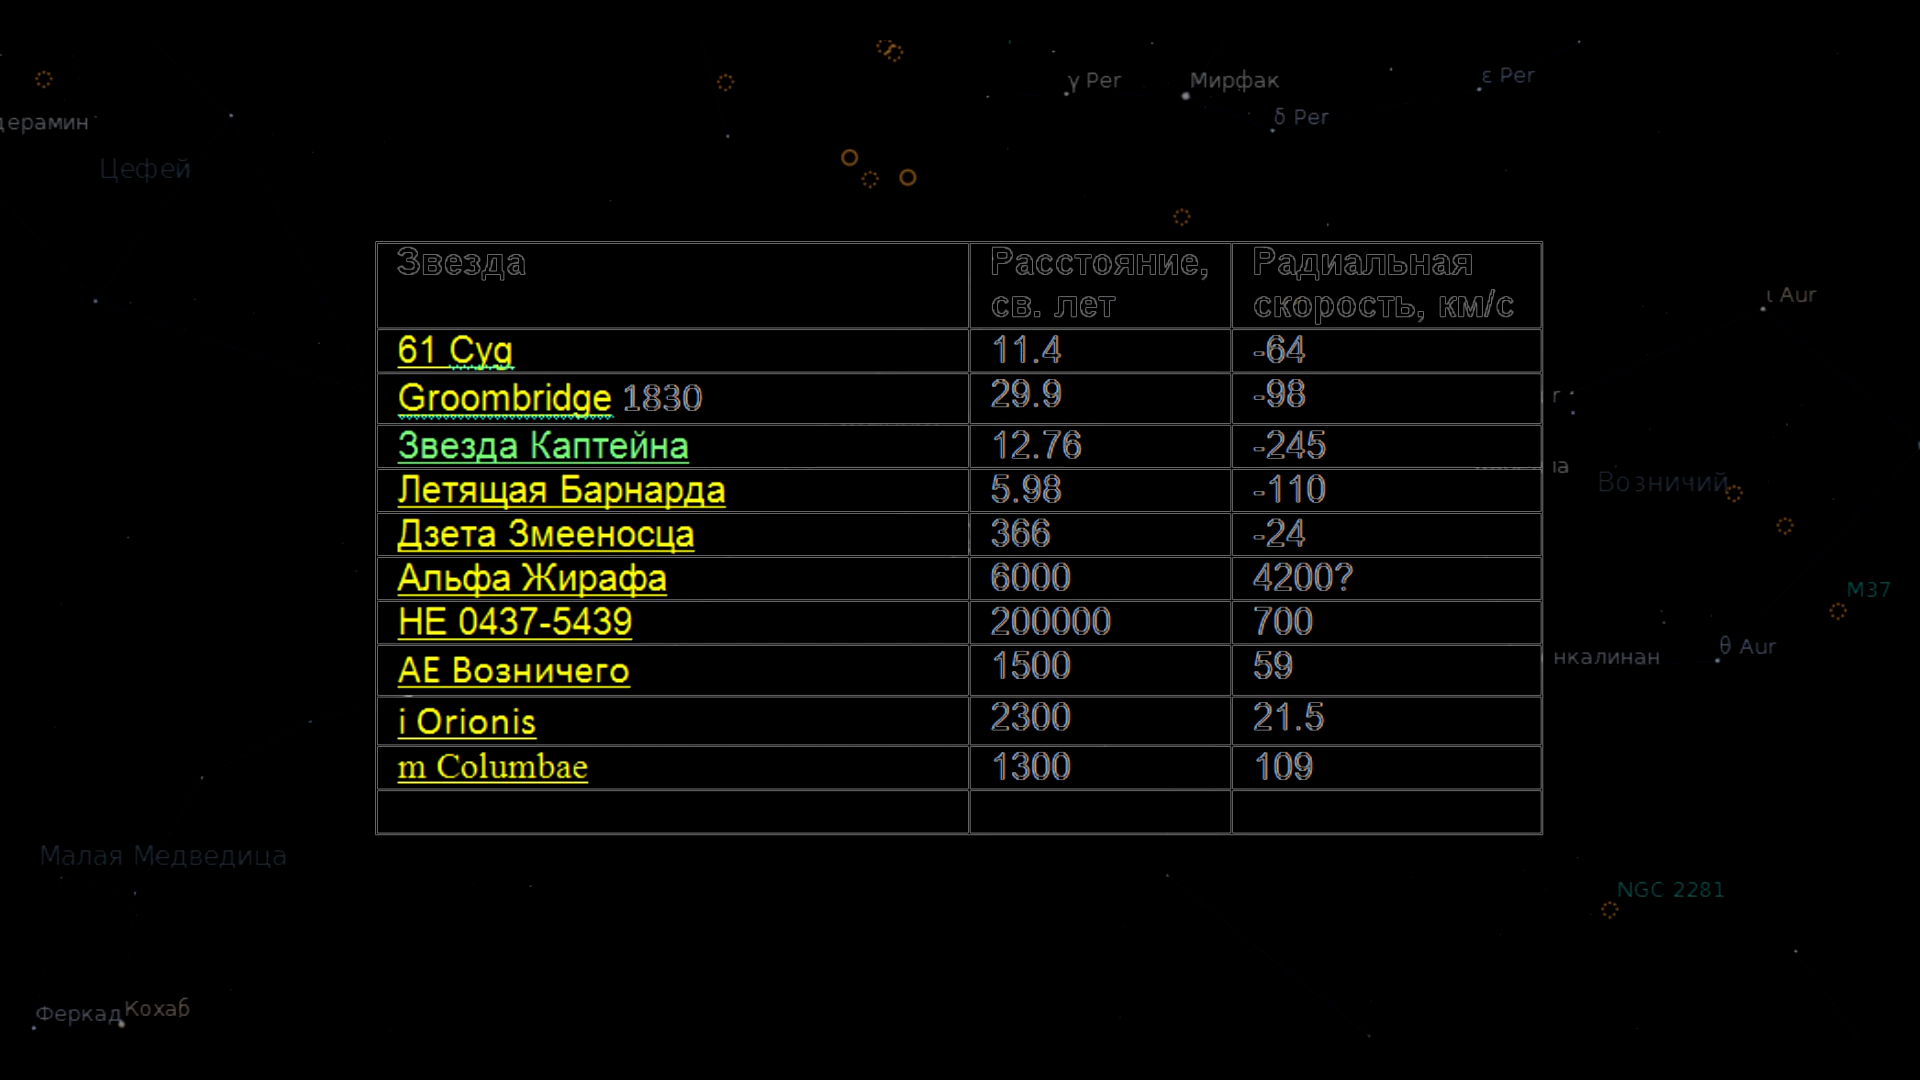 γ Per
Мирфак
ε Per
δ Per
дерамин
Цефей
Звезда
Расстояние,
св. лет
Радиальная
скорость, км/с
ι Aur
61 Cyg 11.4 -64
Groombridge 1830 29.9 -98
Звезда Каптейна 12.76 -245
Летящая Барнарда 5.98 -110
Возничий
Дзета Змееносца 366 -24
Альфа Жирафа 6000 4200?
M37
HE 0437-5439 200000 700
θ Aur
нкалинан
АЕ Возничего 1500 59
i Orionis 2300 21.5
m Columbae 1300 109
Малая Медведица
NGC 2281
Феркад
Кохаб